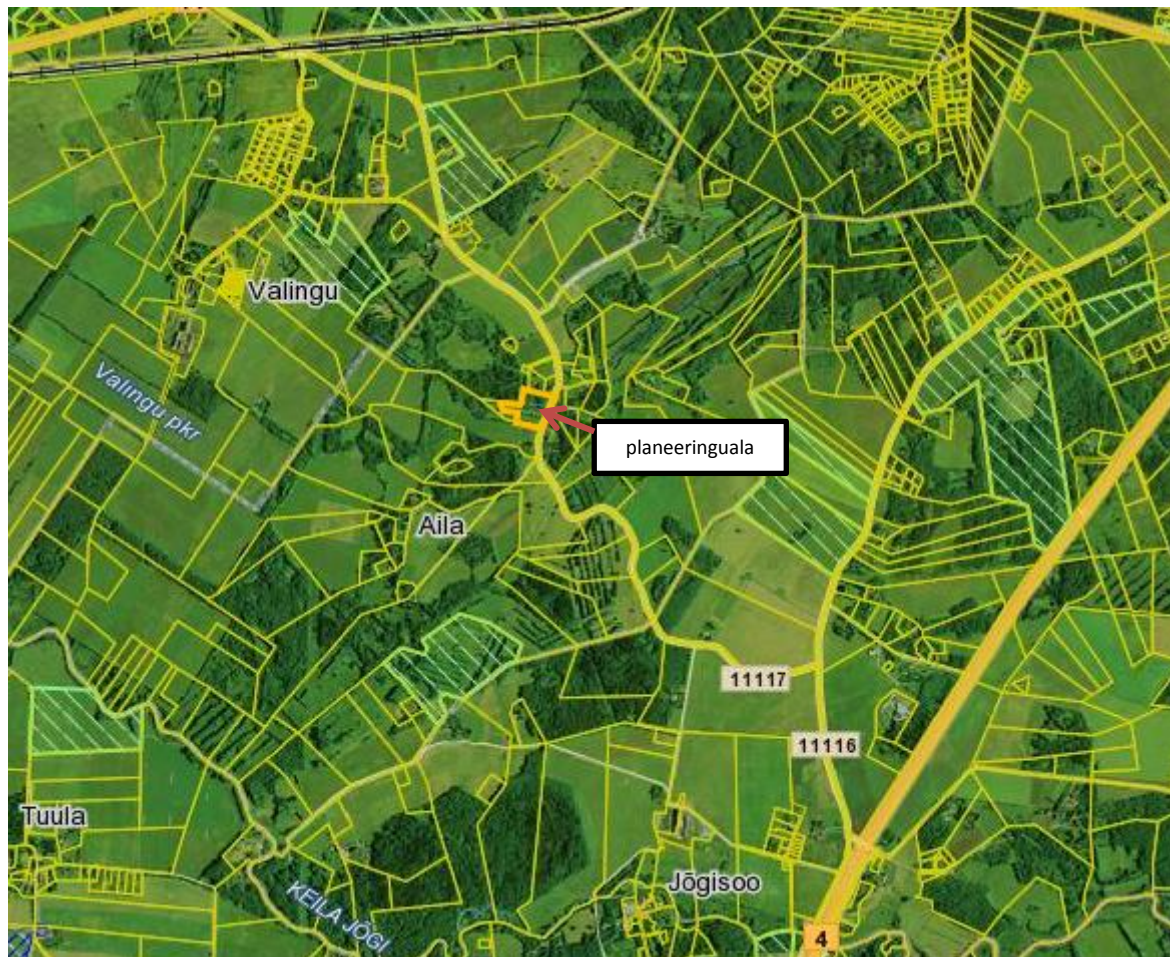 Valingu
Valingu pkr
planeeringuala
Aila
11117
11116
Tuula
Jõgisoo
KEILA JÕGI
4